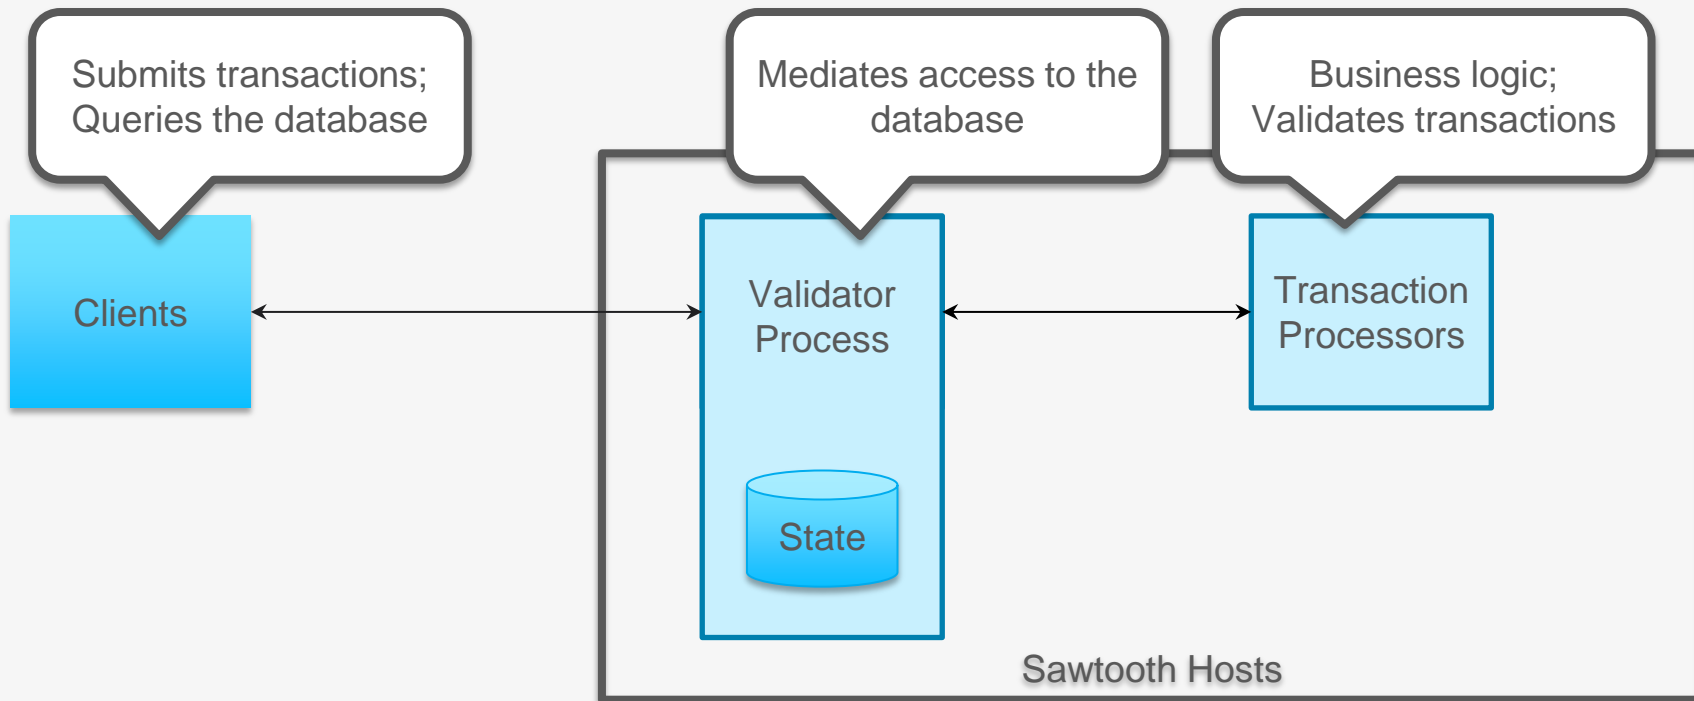 Submits transactions;
Queries the database
Mediates access to the
database
Business logic;
Validates transactions
Clients
Validator
Process
Transaction
Processors
State
Sawtooth Hosts